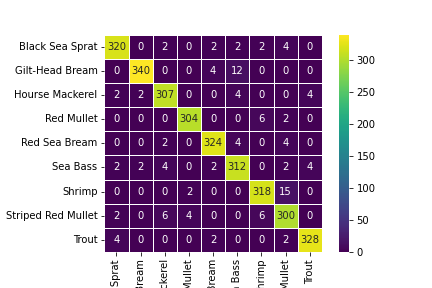 Black Sea Sprat 320 0 2 0 2 2 2 4 0
Gilt-Head Bream 0 340 0 0 4 12 0 0 0
Hourse Mackerel 2 2 307 0 0 4 0 0 4
Red Mullet 0 0 0 304 0 0 6 2 0
Red Sea Bream 0 0 2 0 324 4 0 4 0
Sea Bass 2 2 4 0 2 312 0 2 4
Shrimp 0 0 0 2 0 0 318 15 0
Striped Red Mullet 2 0 6 4 0 0 6 300 0
Trout 4 0 0 0 2 0 0 2 328
300
250
200
150
100
50
0
Sprat
Bream
Mullet
Bream
Bass
Mullet
Trout